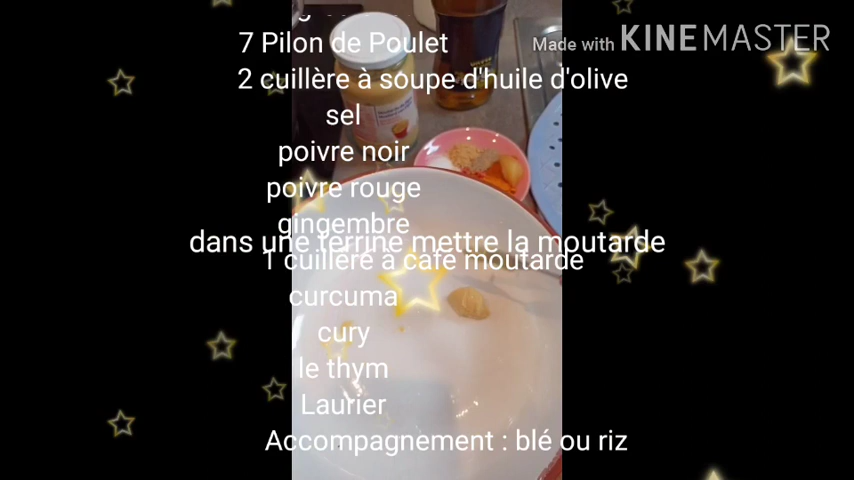 Made with KINEMASTER
7 Pilon de Poulet
2 cuillère à soupe d'huile d'olive
sel
poivre noir
poivre rouge
gingembre
dans une terrine mettre la moutarde
1 cuillère à café moutarde
curcuma
cury
le thym
Laurier
Accompagnement : blé ou riz